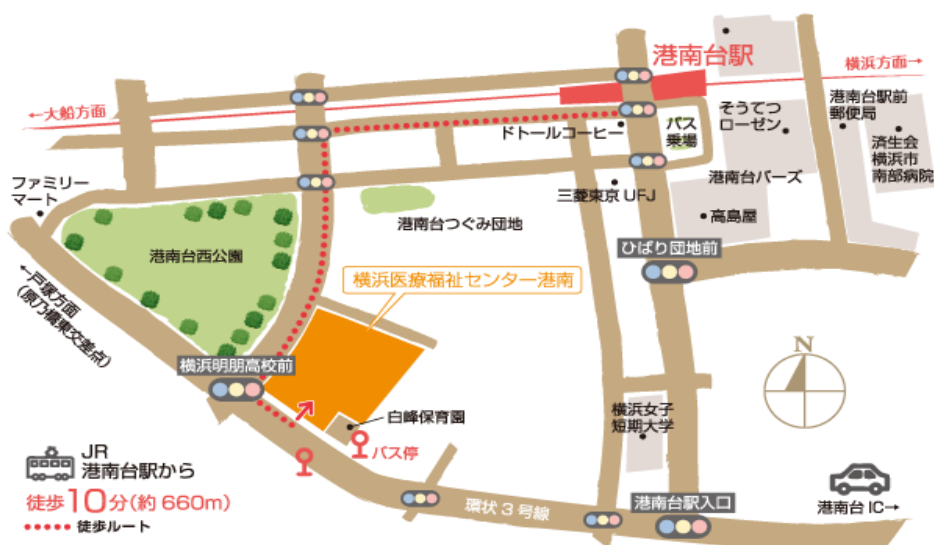 港南台駅
横浜方面→
←大船方面
そうてつ
ローゼン
港南台駅前
郵便局
ドトールコーヒー
バス
乗場
済生会
横浜市
南部病院
ファミリー
マート
三菱東京UFJ
港南台バーズ
高島屋
港南台つぐみ団地
港南台西公園
ひばり団地前
横浜医療福祉センター港南
←戸塚方面
(原乃橋東交差点)
N
横浜明朋高校前
白峰保育園
横浜女子
短期大学
バス停
JR
港南台駅から
徒歩10分(約660m)
徒歩ルート
環状3号線
港南台駅入口
港南台IC→